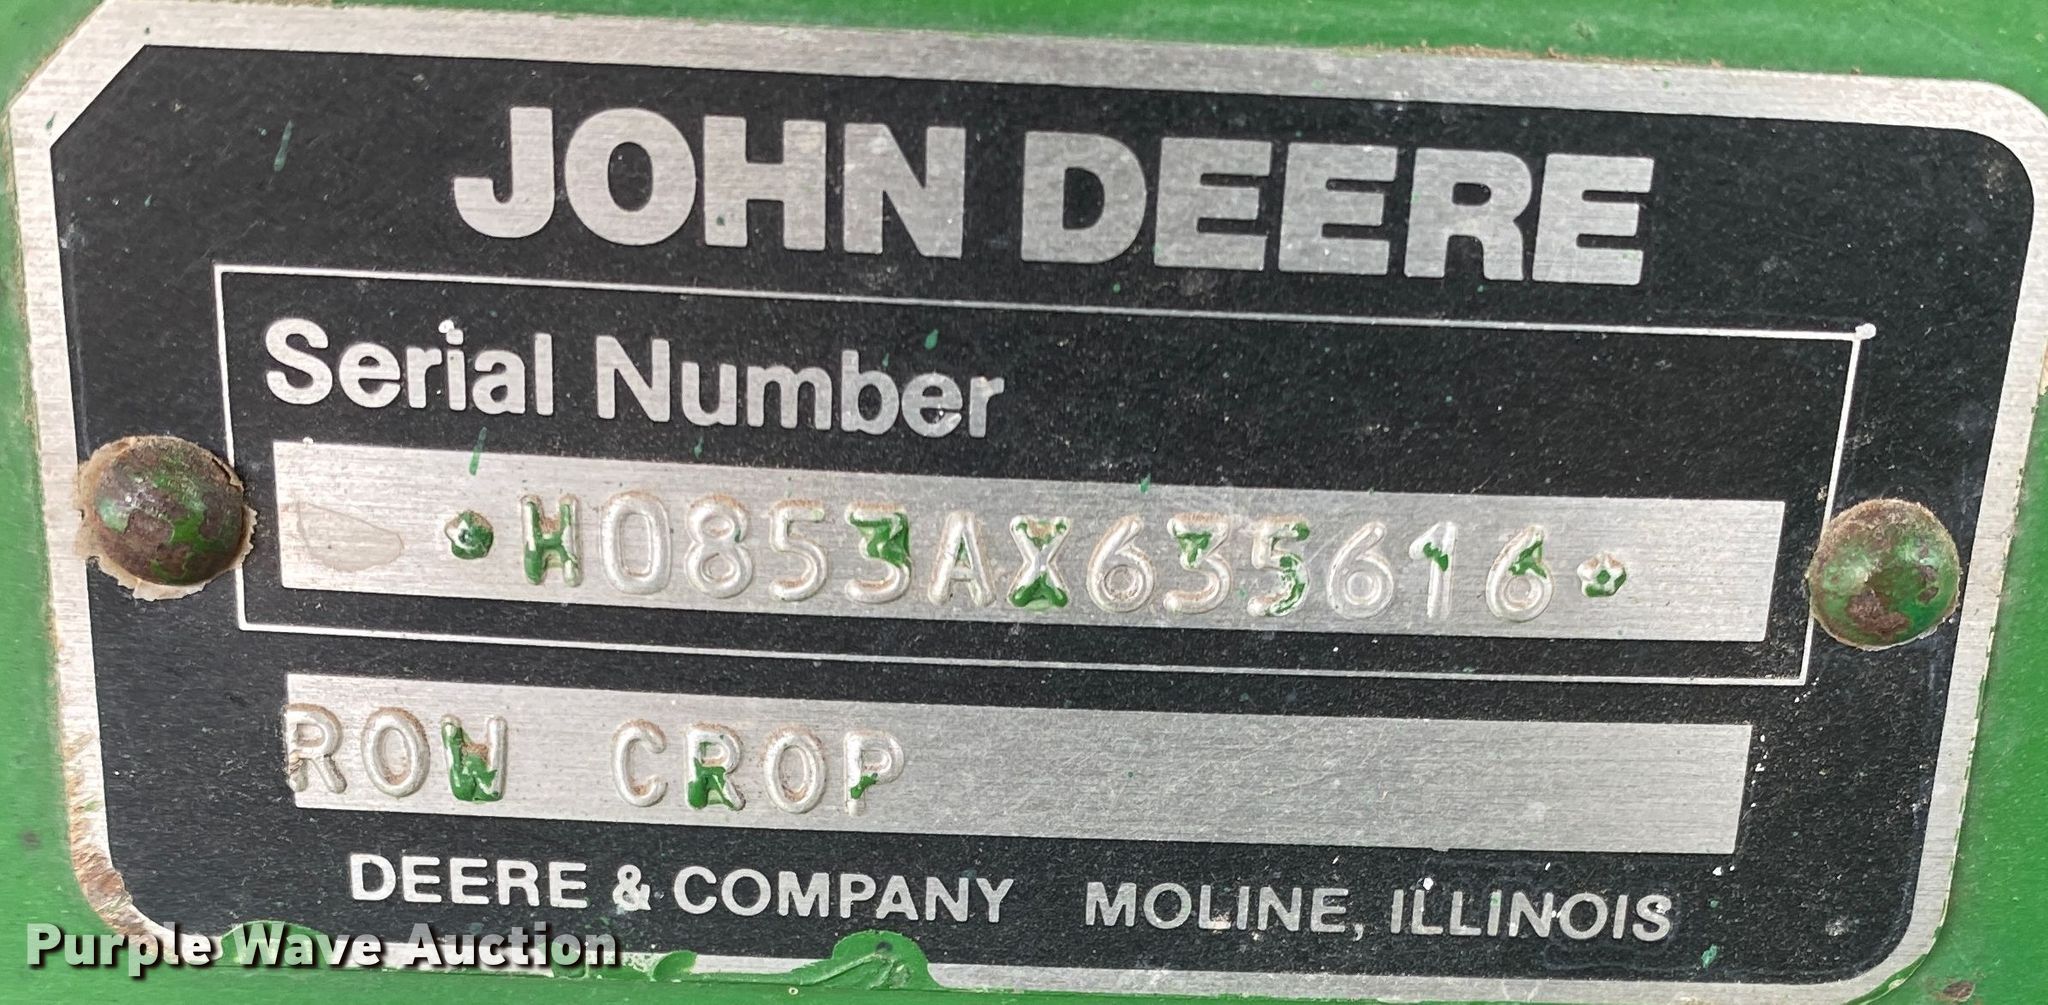 JOHN DEERE
Serial Number
*H0853AX635616*
ROW CROP
DEERE & COMPANY MOLINE, ILLINOIS
Purple Wave Auction